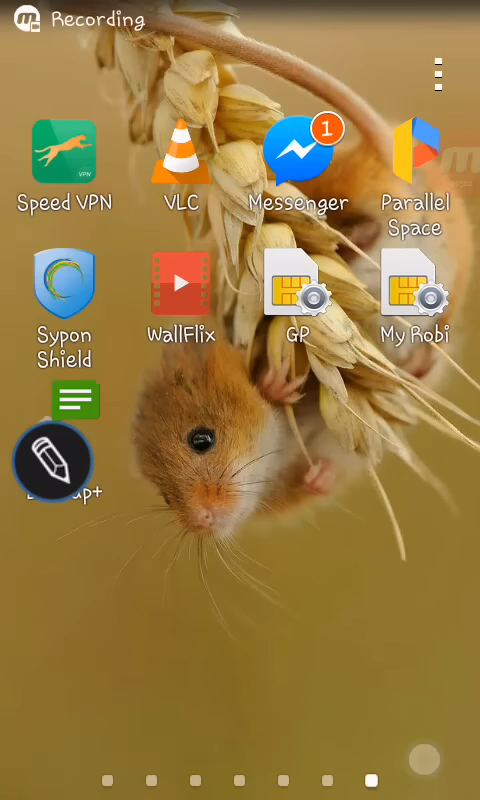 Recording
Speed VPN
VPN
VLC
Messenger
1
Parallel
Space
Sypon
Shield
WallFlix
GP
My Robi